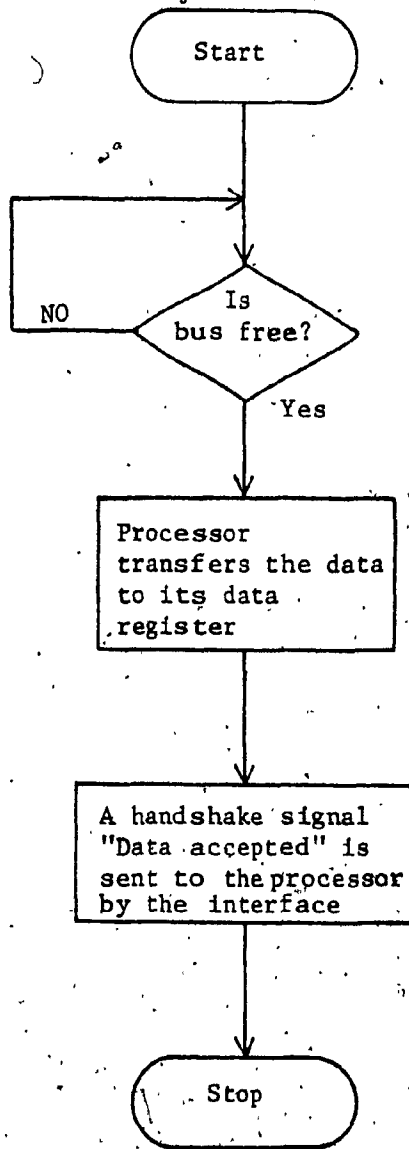 Start
Is
bus free?
NO
Yes
Processor
transfers the data
to its data
register
A handshake signal
"Data accepted" is
sent to the processor
by the interface
Stop